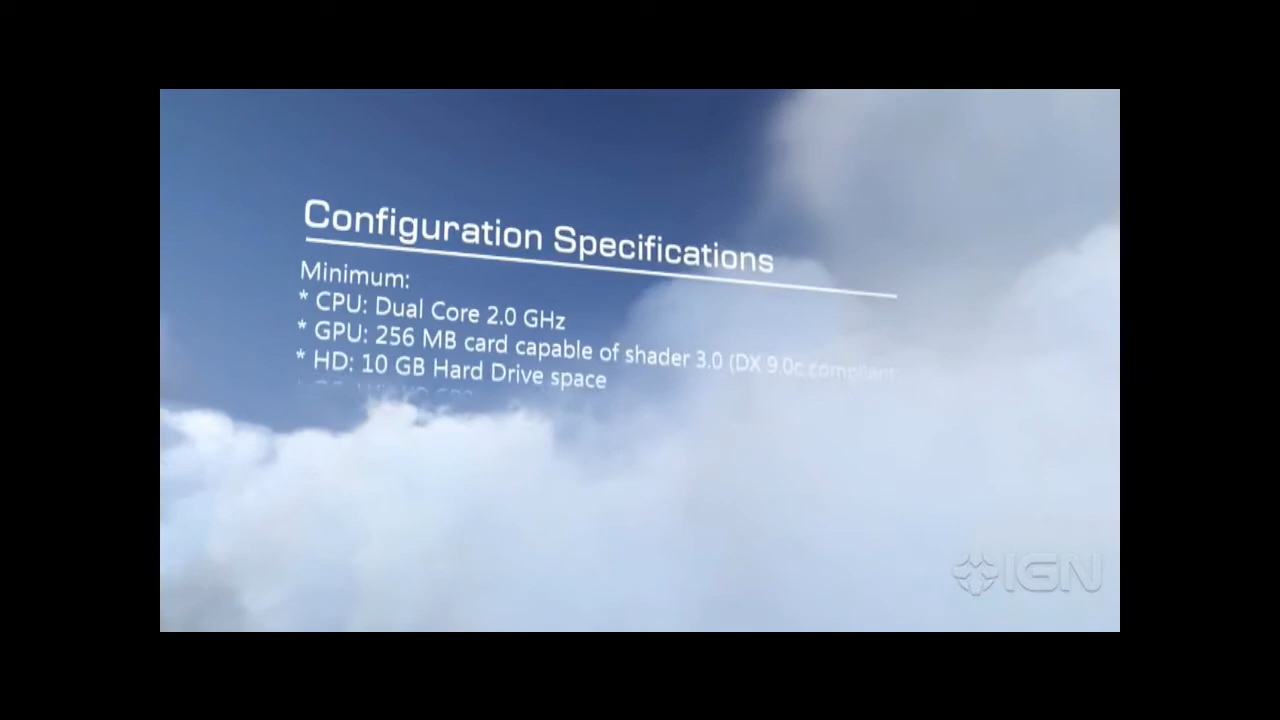 Configuration Specifications
Minimum:
* CPU: Dual Core 2.0 GHz
* GPU: 256 MB card capable of shader 3.0 (DX 9.0c compliant
* HD: 10 GB Hard Drive space
IGN